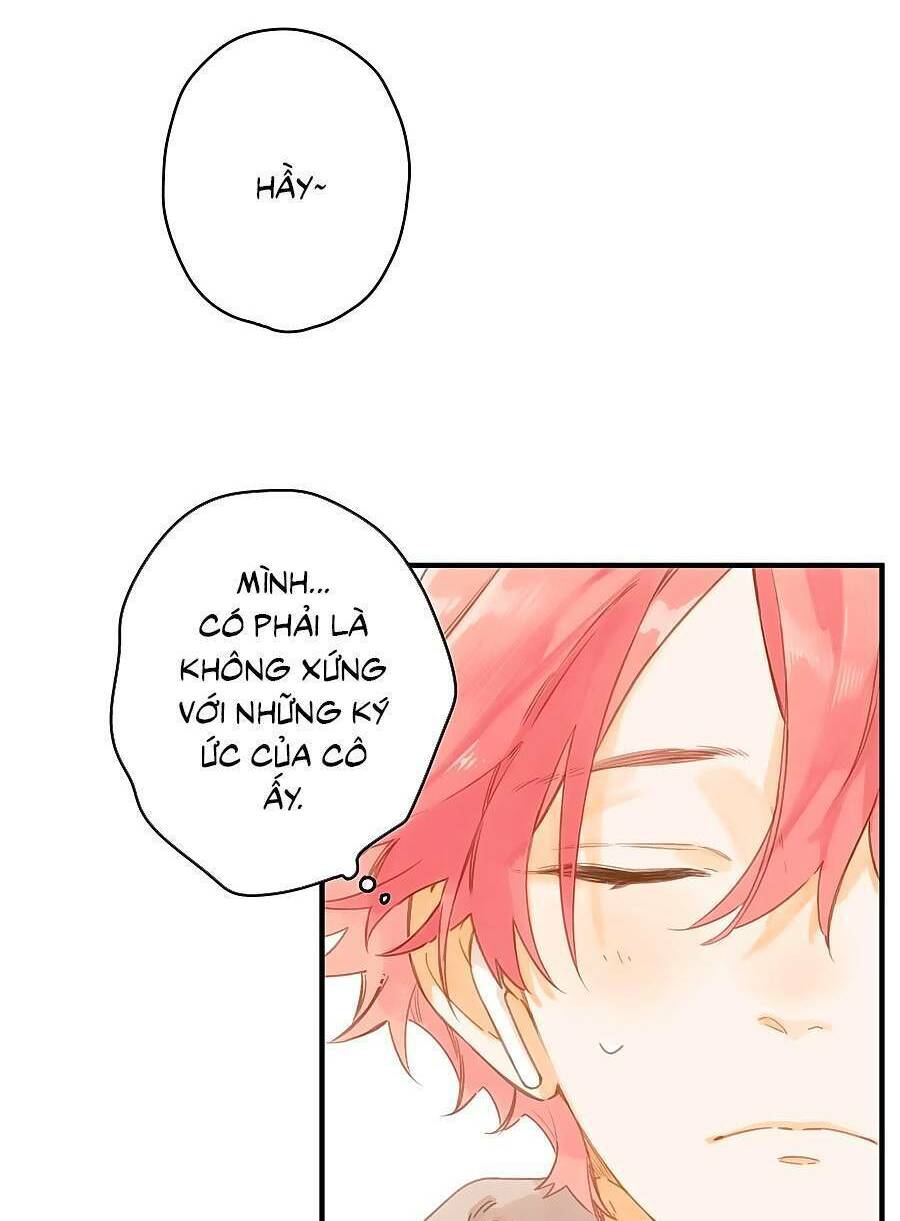 HẦY~
MÌNH...
CÓ PHẢI LÀ
KHÔNG XỨNG
VỚI NHỮNG KÝ
ỨC CỦA CÔ
ẤY.